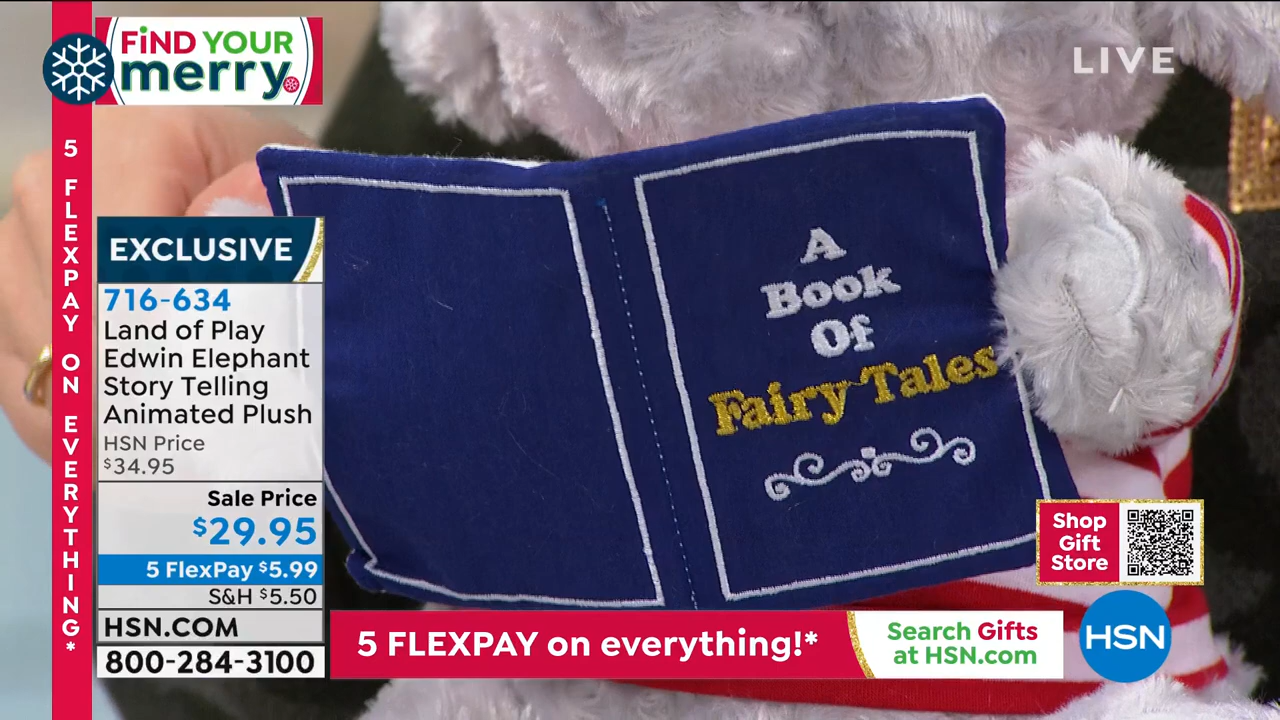 FiND YOUR
merry.
LIVE
5 FLEXPAY ON EVERYTHING*
EXCLUSIVE
716-634
Land of Play
Edwin Elephant
Story Telling
Animated Plush
HSN Price
$34.95
Sale Price
$29.95
5 FlexPay $5.99
S&H $5.50
HSN.COM
800-284-3100
A
Book
Of
Fairy Tales
Shop
Gift
Store
5 FLEXPAY on everything!*
Search Gifts
at HSN.com
HSN